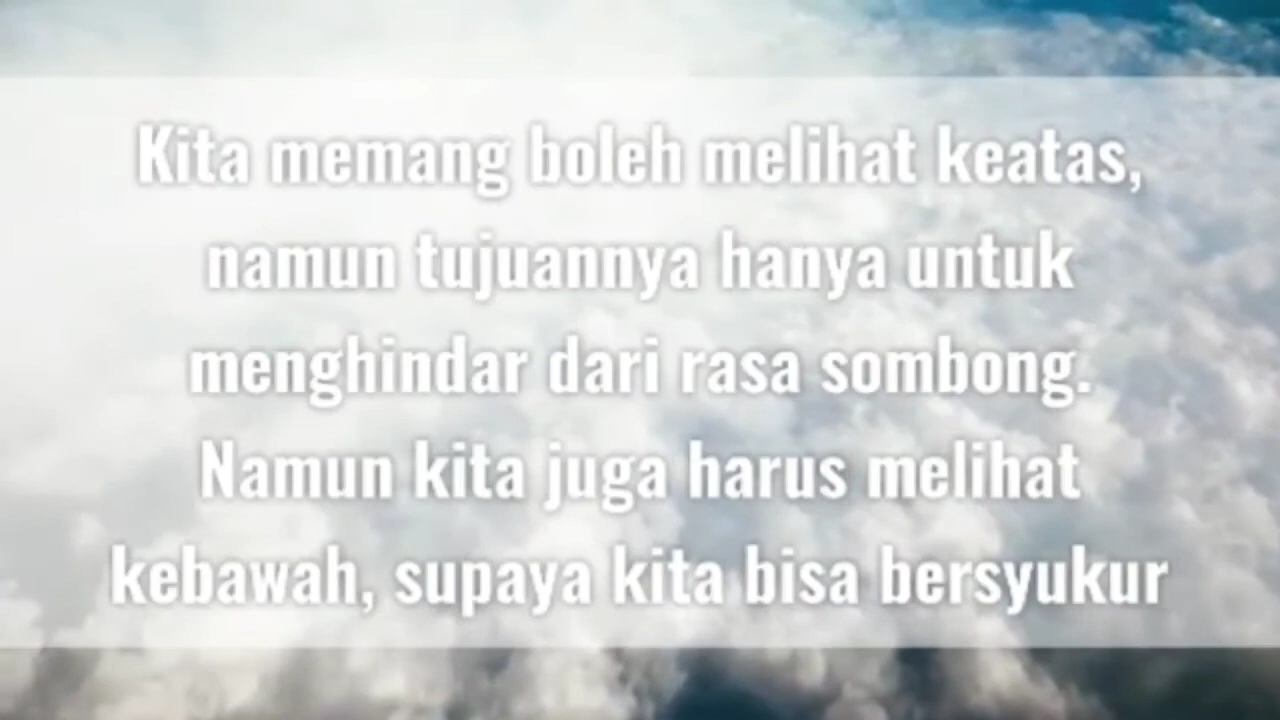 Kita memang boleh melihat keatas,
namun tujuannya hanya untuk
menghindar dari rasa sombong.
Namun kita juga harus melihat
kebawah, supaya kita bisa bersyukur